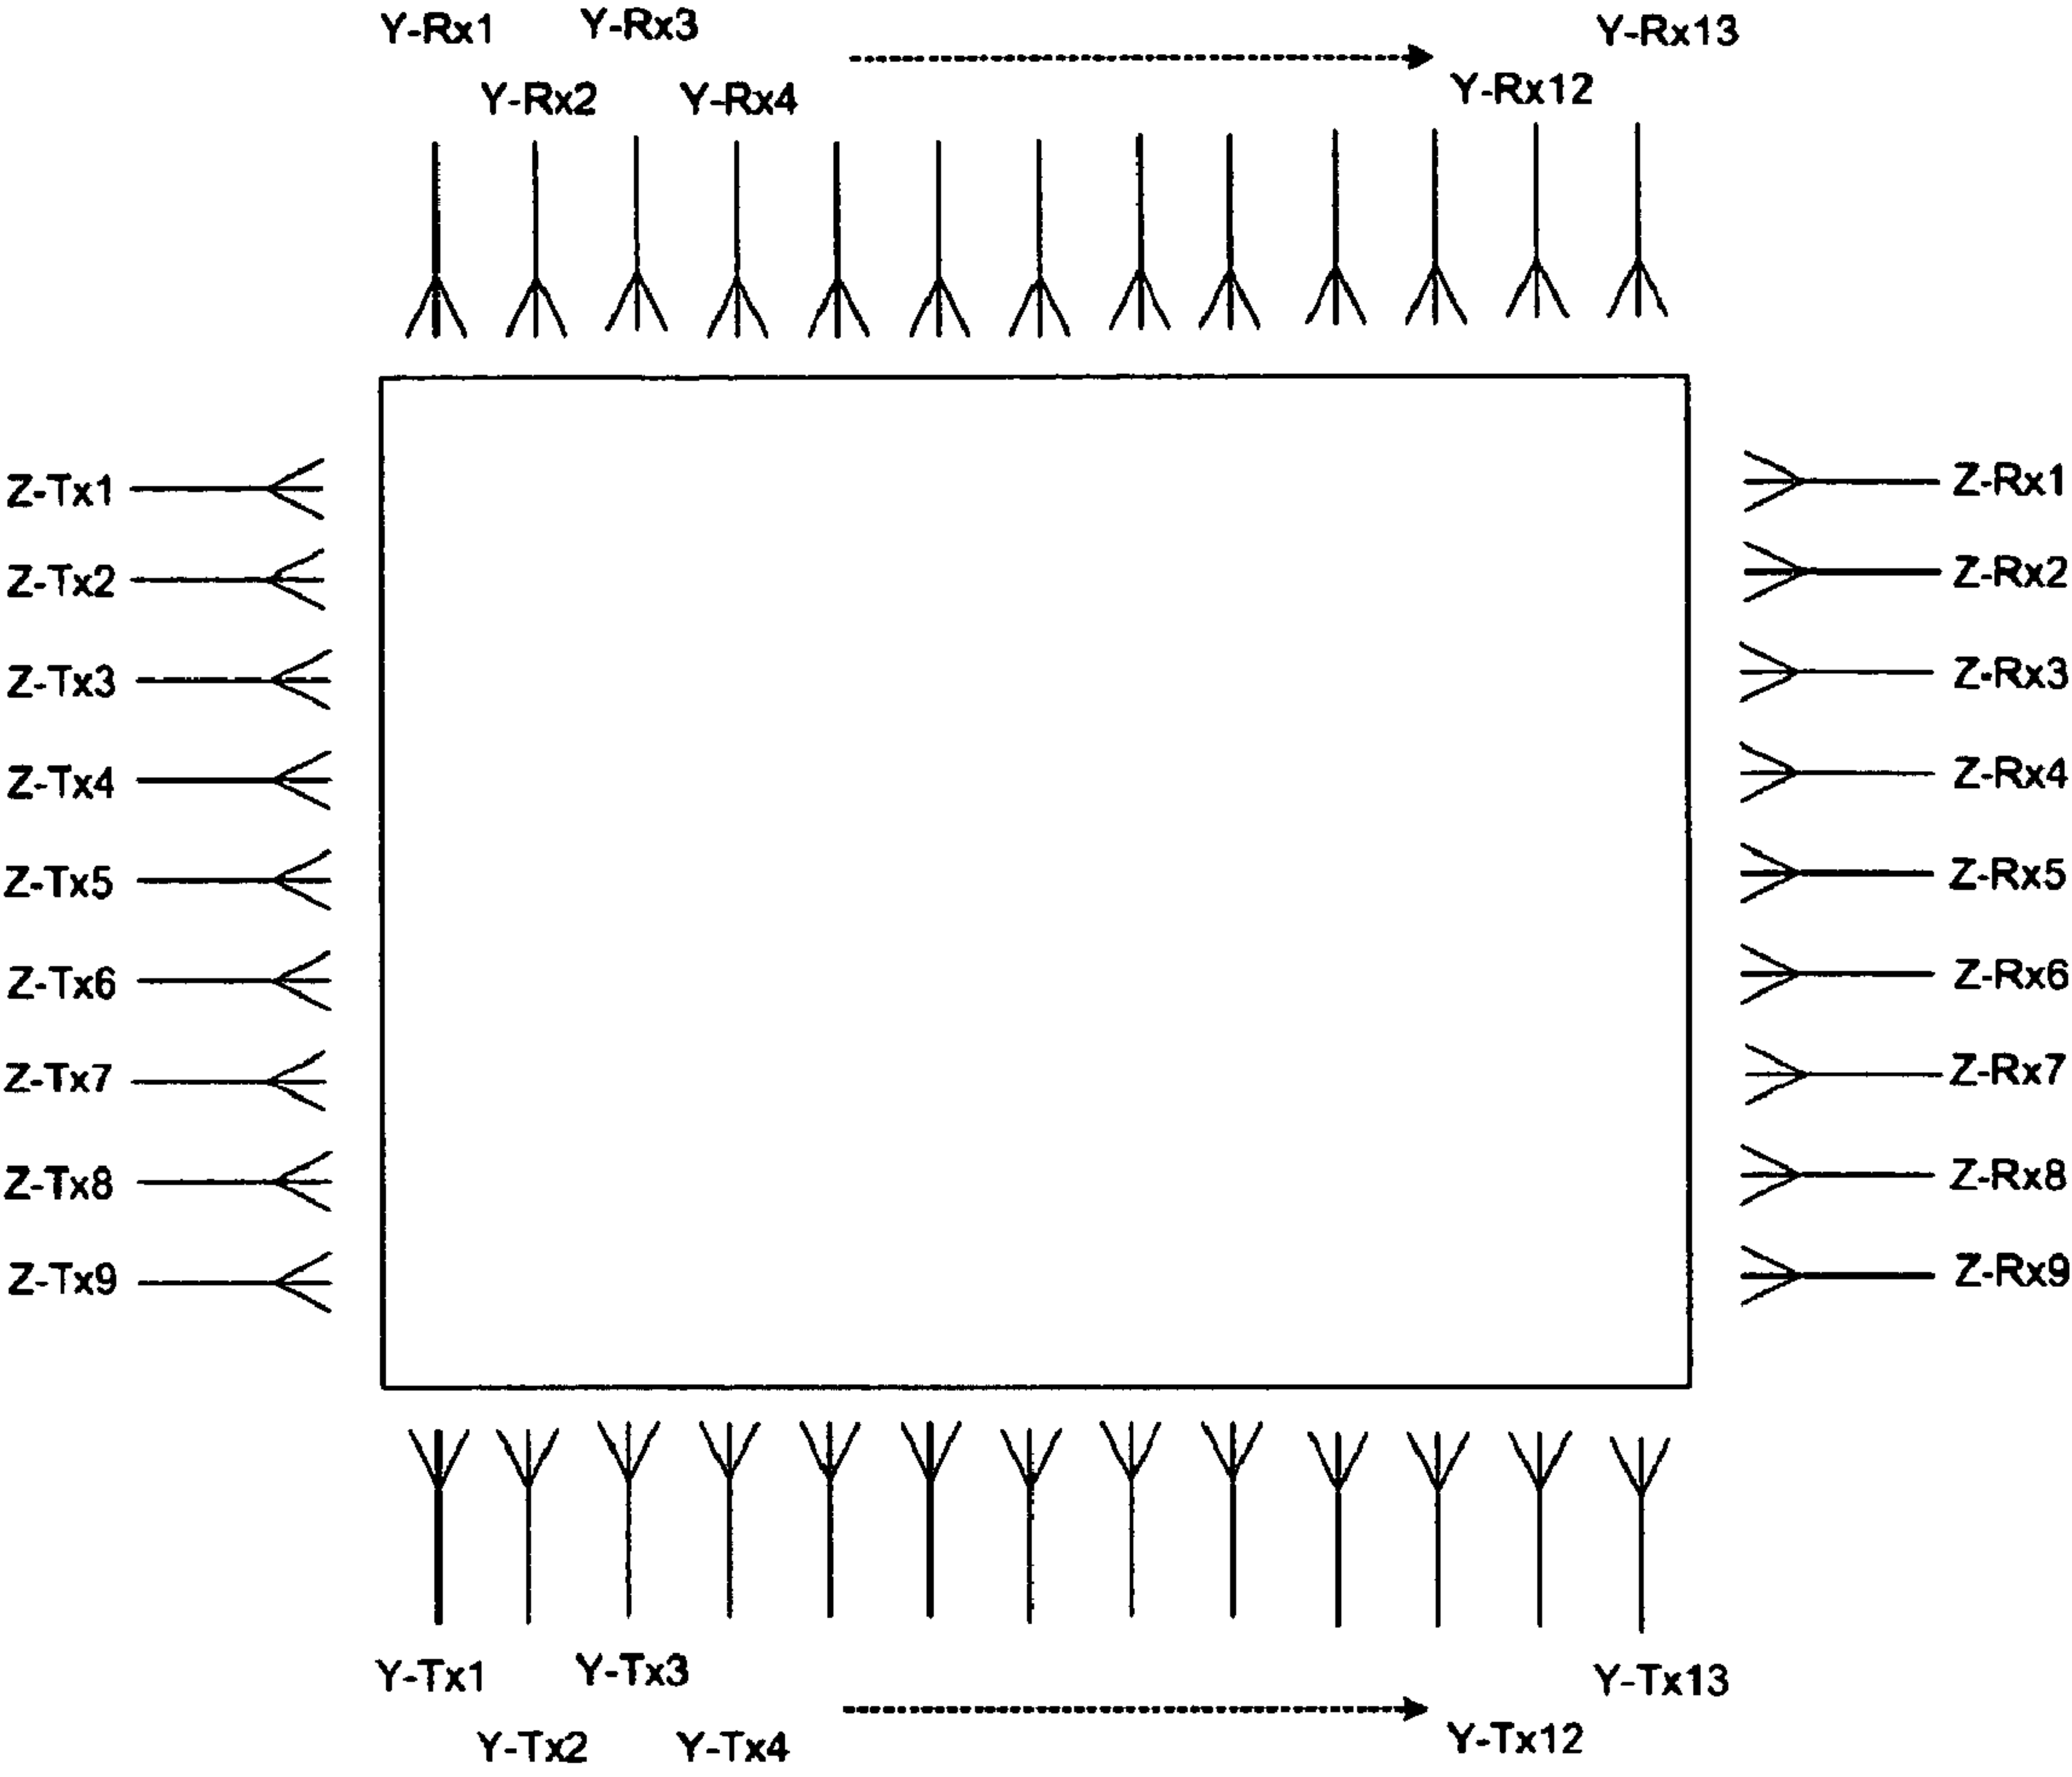 Y-Rx1 Y-Rx3 Y-Rx13
Y-Rx2 Y-Rx4 Y-Rx12
Z-Tx1 Z-Rx1
Z-Tx2 Z-Rx2
Z-Tx3 Z-Rx3
Z-Tx4 Z-Rx4
Z-Tx5 Z-Rx5
Z-Tx6 Z-Rx6
Z-Tx7 Z-Rx7
Z-Tx8 Z-Rx8
Z-Tx9 Z-Rx9
Y-Tx1 Y-Tx3 Y-Tx13
Y-Tx2 Y-Tx4 Y-Tx12